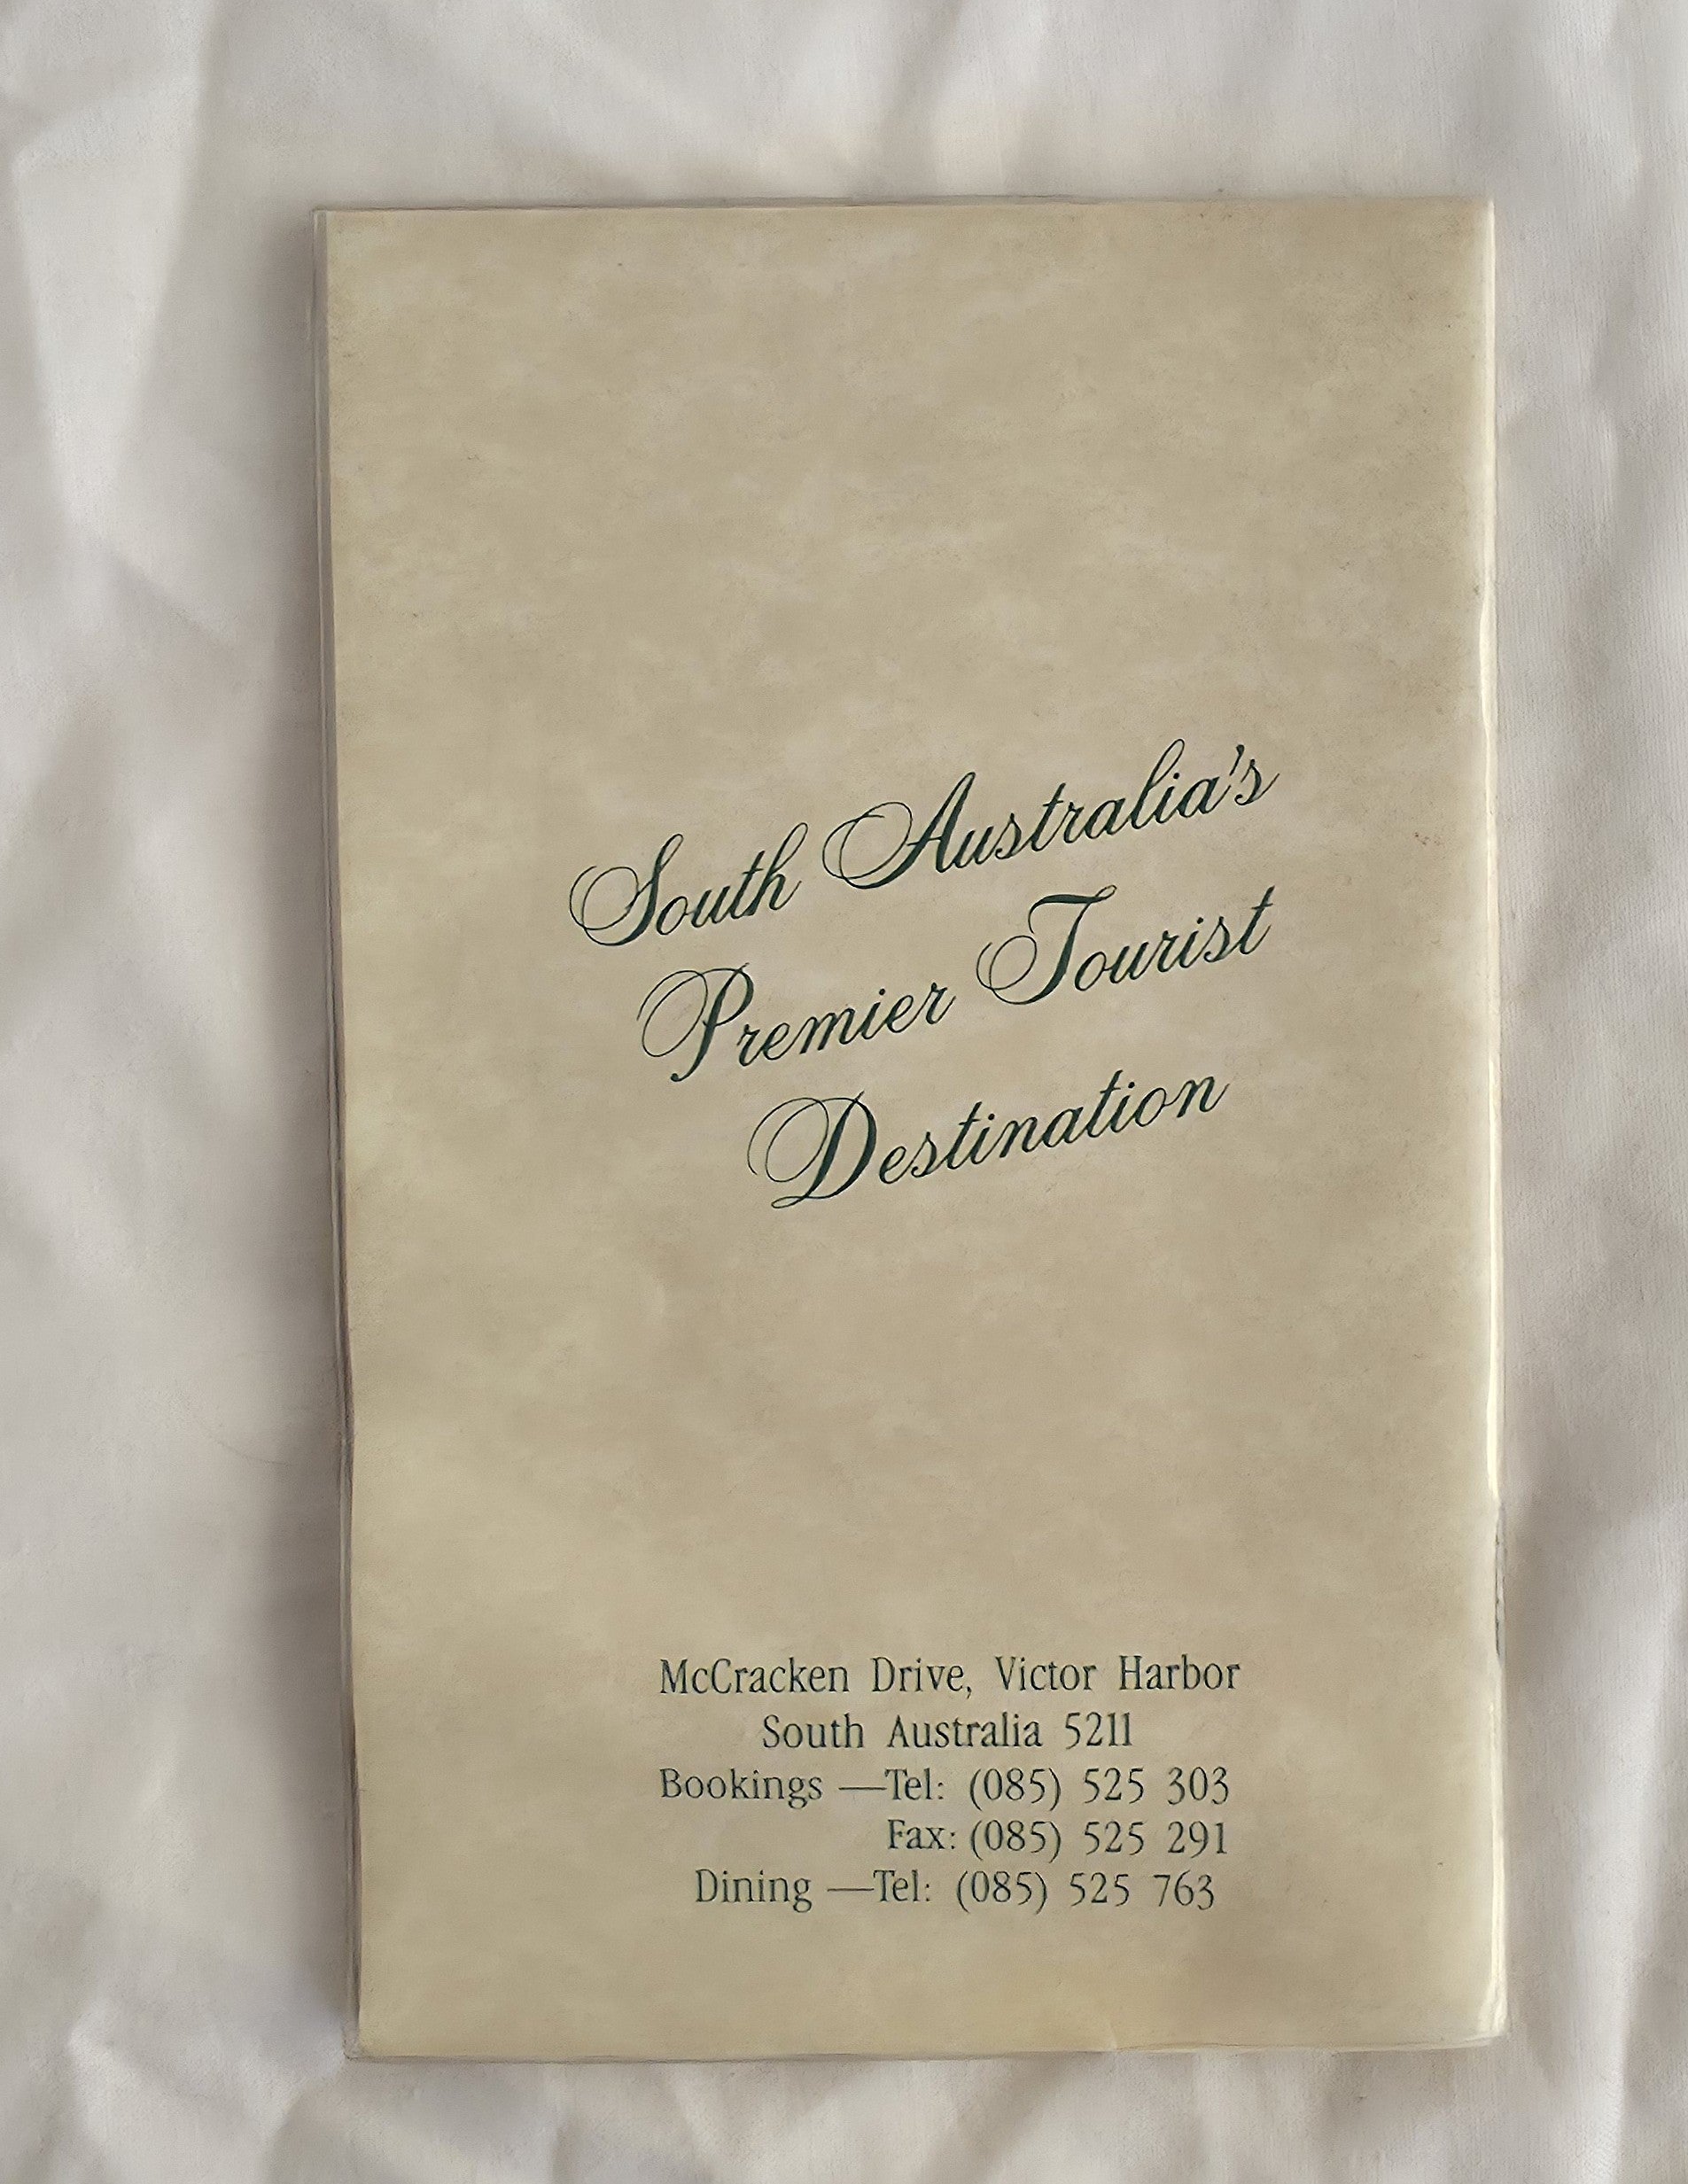 South Australia's
Premier Tourist
Destination
McCracken Drive, Victor Harbor
South Australia 5211
Bookings —Tel: (085) 525 303
Fax: (085) 525 291
Dining —Tel: (085) 525 763